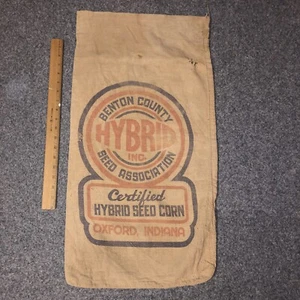 BENTON COUNTY
HYBRID
INC.
SEED ASSOCIATION
Certified
HYBRID SEED CORN
OXFORD, INDIANA